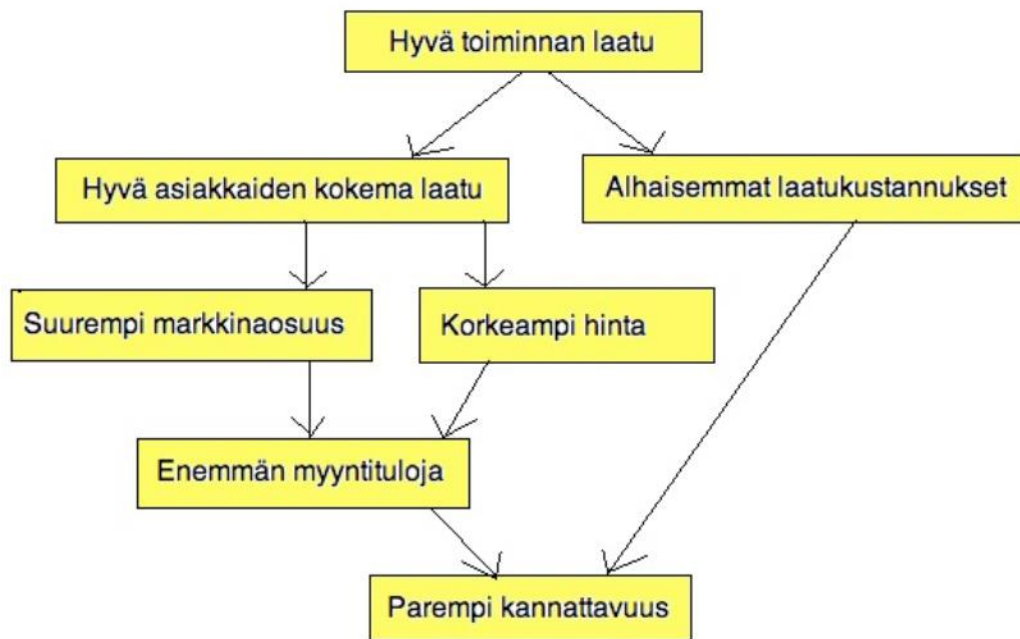 Hyvä toiminnan laatu
Hyvä asiakkaiden kokema laatu
Alhaisemmat laatukustannukset
Suurempi markkinaosuus
Korkeampi hinta
Enemmän myyntituloja
Parempi kannattavuus